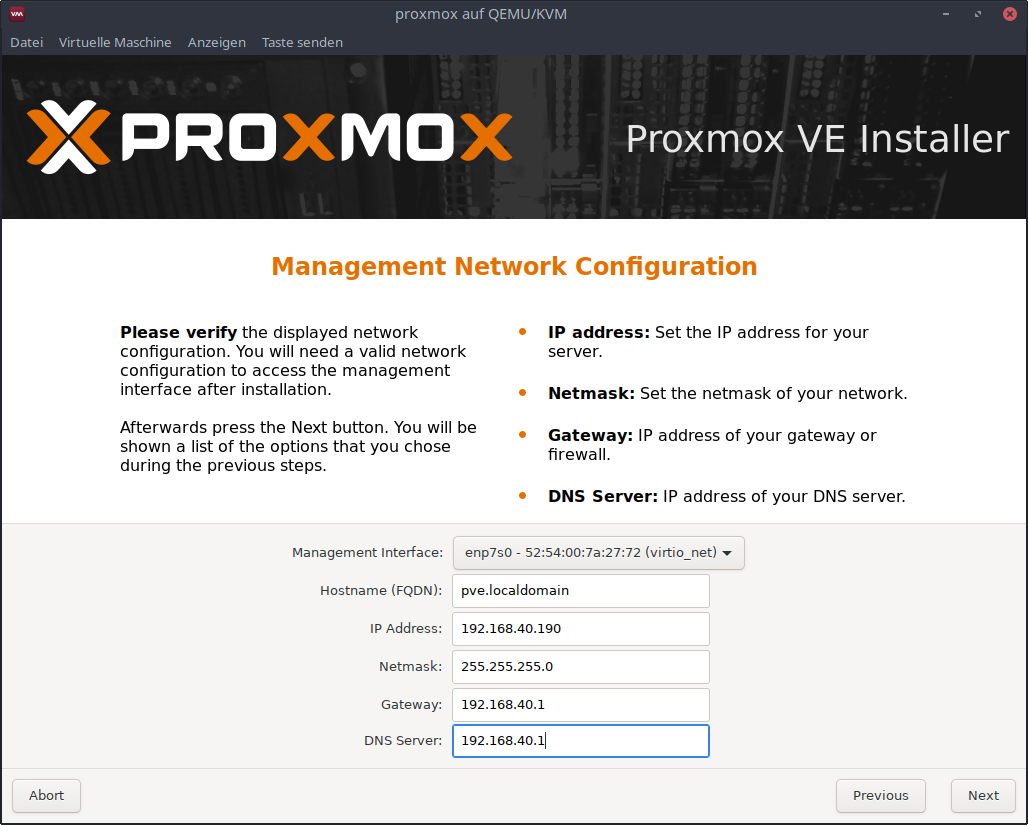 proxmox auf QEMU/KVM
Datei Virtuelle Maschine Anzeigen Taste senden
PROXMOX
Proxmox VE Installer
Management Network Configuration
Please verify the displayed network
configuration. You will need a valid network
configuration to access the management
interface after installation.
Afterwards press the Next button. You will be
shown a list of the options that you chose
during the previous steps.
• IP address: Set the IP address for your
server.
• Netmask: Set the netmask of your network.
• Gateway: IP address of your gateway or
firewall.
• DNS Server: IP address of your DNS server.
Management Interface: enp7s0 - 52:54:00:7a:27:72 (virtio_net)
Hostname (FQDN): pve.localdomain
IP Address: 192.168.40.190
Netmask: 255.255.255.0
Gateway: 192.168.40.1
DNS Server: 192.168.40.1
Abort Previous Next